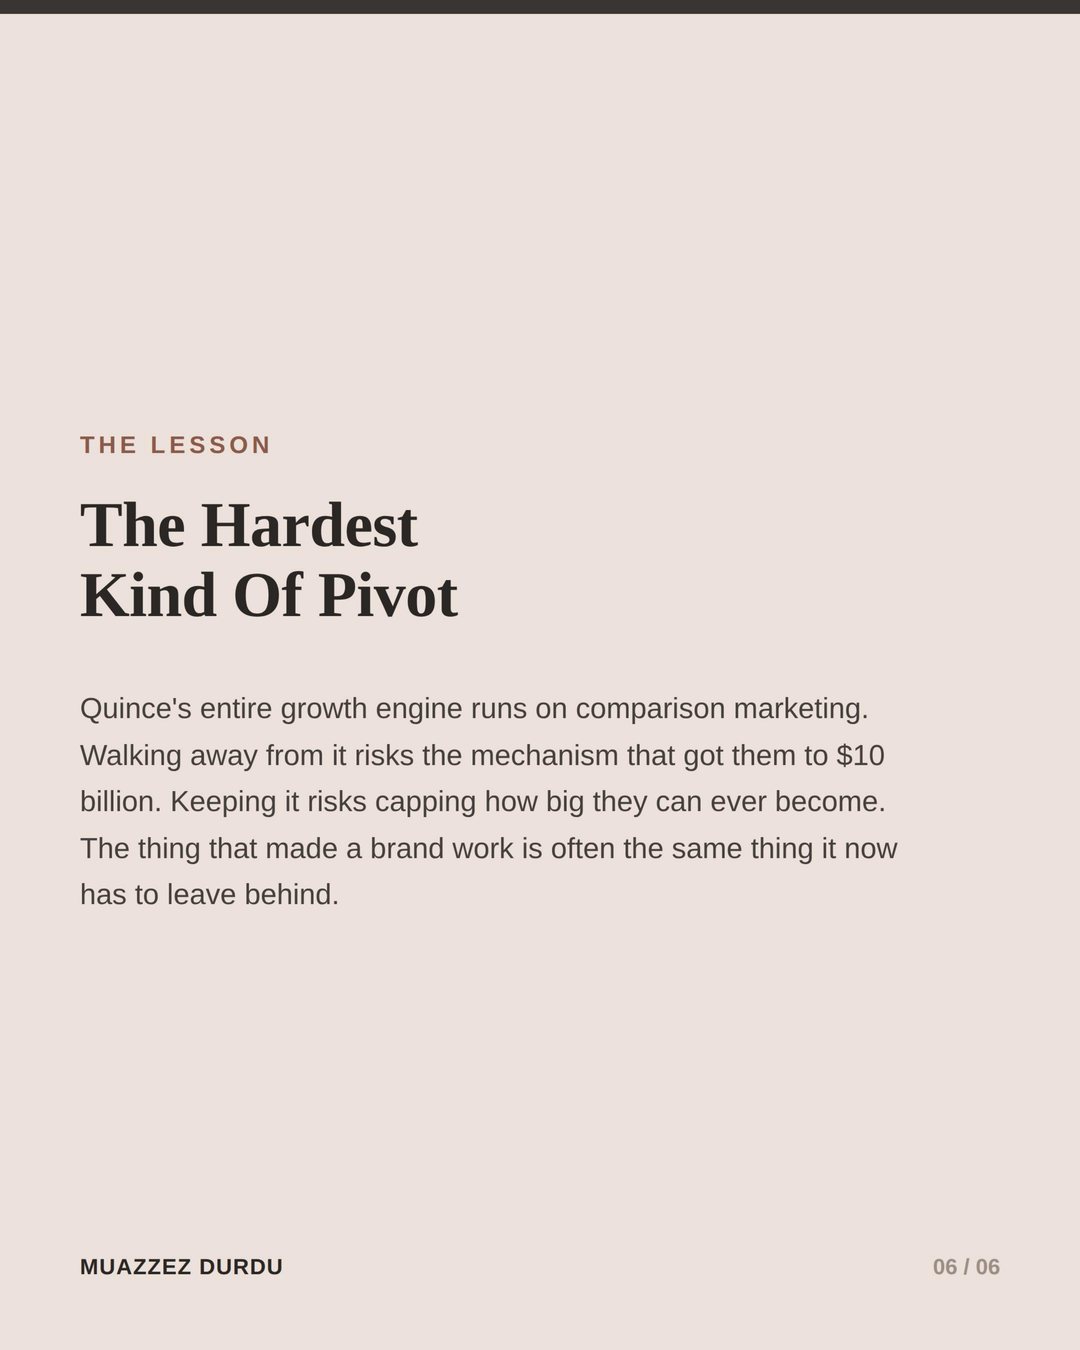 THE LESSON
The Hardest
Kind Of Pivot
Quince's entire growth engine runs on comparison marketing.
Walking away from it risks the mechanism that got them to $10
billion. Keeping it risks capping how big they can ever become.
The thing that made a brand work is often the same thing it now
has to leave behind.
MUAZZEZ DURDU
06 / 06